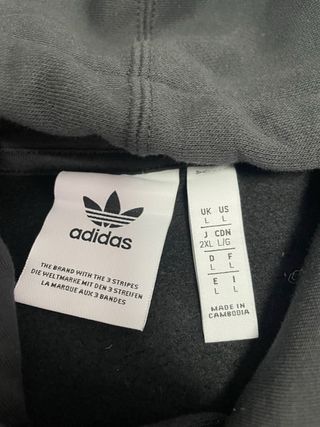 adidas
THE BRAND WITH THE 3 STRIPES
DIE WELTMARKE MIT DEN 3 STREIFEN
LA MARQUE AUX 3 BANDES
UK US
L L
J CDN
2XL L/G
D F
L L
E I
L L
MADE IN
CAMBODIA